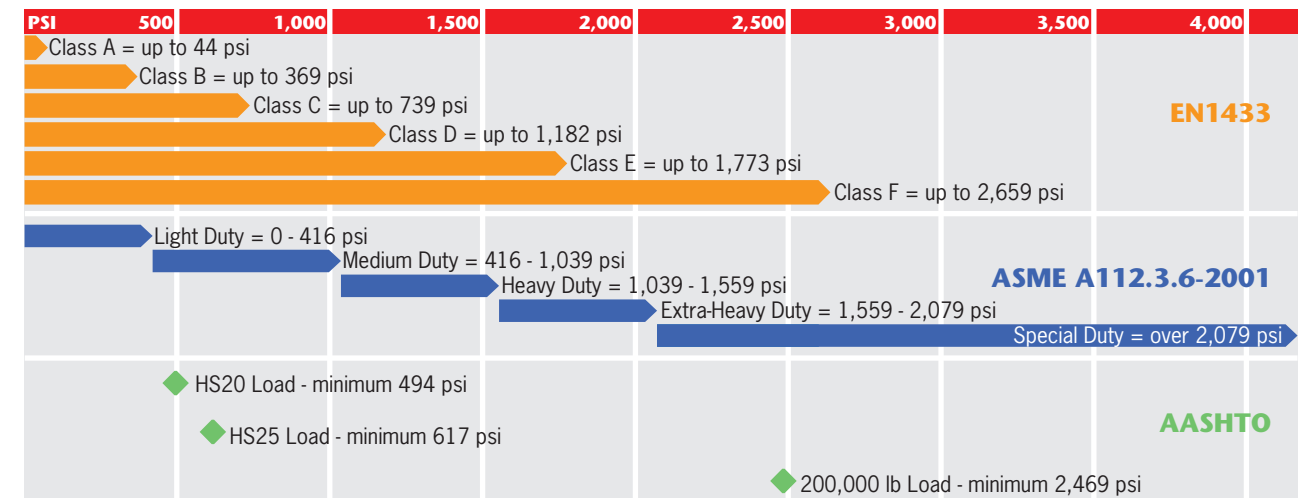 PSI 500 1,000 1,500 2,000 2,500 3,000 3,500 4,000
Class A = up to 44 psi
Class B = up to 369 psi
Class C = up to 739 psi
EN1433
Class D = up to 1,182 psi
Class E = up to 1,773 psi
Class F = up to 2,659 psi
Light Duty = 0 - 416 psi
Medium Duty = 416 - 1,039 psi
ASME A112.3.6-2001
Heavy Duty = 1,039 - 1,559 psi
Extra-Heavy Duty = 1,559 - 2,079 psi
Special Duty = over 2,079 psi
HS20 Load - minimum 494 psi
AASHTO
HS25 Load - minimum 617 psi
200,000 lb Load - minimum 2,469 psi